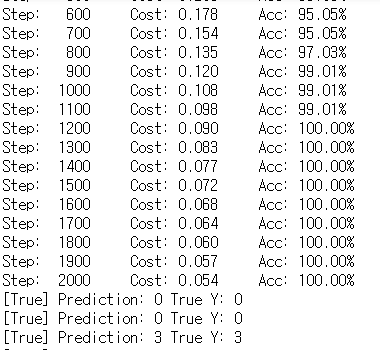 Step:   600     Cost: 0.178     Acc: 95.05%
Step:   700     Cost: 0.154     Acc: 95.05%
Step:   800     Cost: 0.135     Acc: 97.03%
Step:   900     Cost: 0.120     Acc: 99.01%
Step:  1000     Cost: 0.108     Acc: 99.01%
Step:  1100     Cost: 0.098     Acc: 99.01%
Step:  1200     Cost: 0.090     Acc: 100.00%
Step:  1300     Cost: 0.083     Acc: 100.00%
Step:  1400     Cost: 0.077     Acc: 100.00%
Step:  1500     Cost: 0.072     Acc: 100.00%
Step:  1600     Cost: 0.068     Acc: 100.00%
Step:  1700     Cost: 0.064     Acc: 100.00%
Step:  1800     Cost: 0.060     Acc: 100.00%
Step:  1900     Cost: 0.057     Acc: 100.00%
Step:  2000     Cost: 0.054     Acc: 100.00%
[True] Prediction: 0 True Y: 0
[True] Prediction: 0 True Y: 0
[True] Prediction: 3 True Y: 3